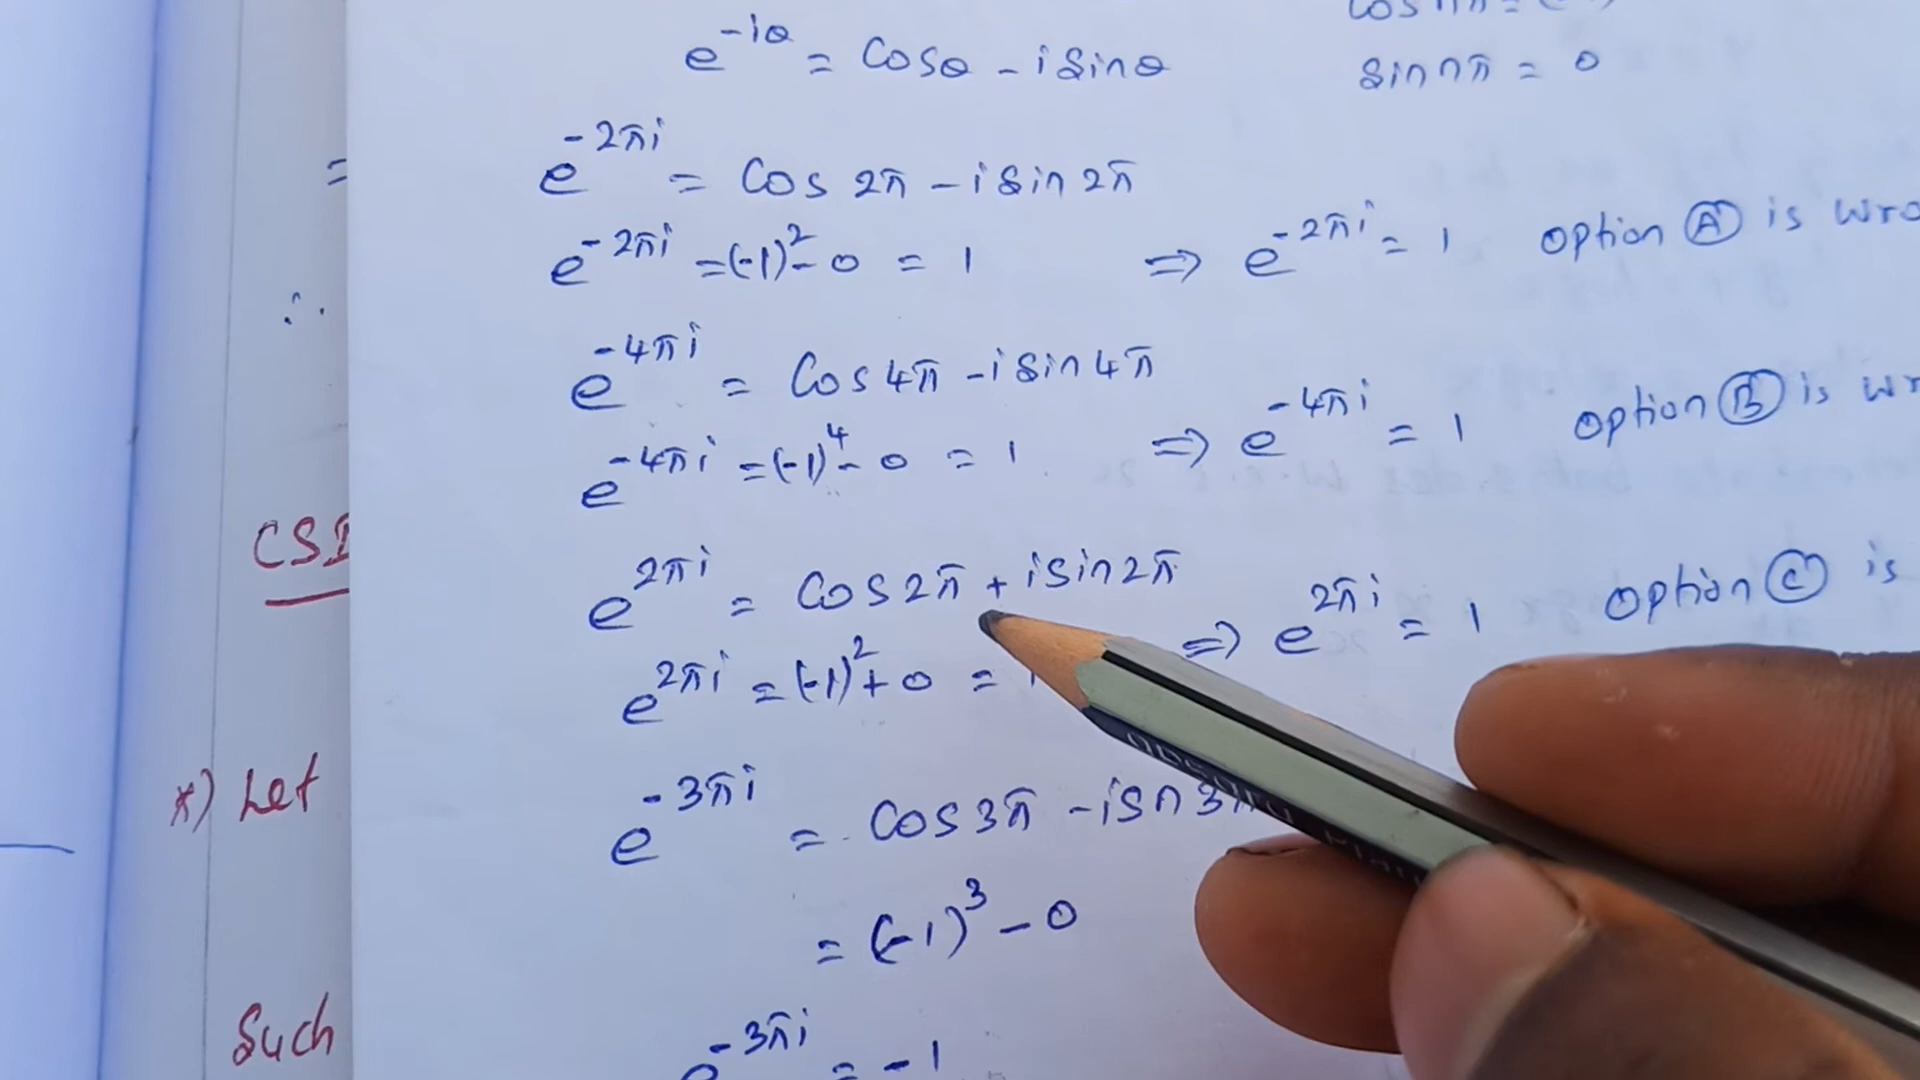 e^{-iθ} = cosθ - i sinθ
sin nπ = 0
e^{-2πi} = cos 2π - i sin 2π
e^{-2πi} = (-1)^2 - 0 = 1 ⇒ e^{-2πi} = 1 option Ⓐ is
e^{-4πi} = cos 4π - i sin 4π
e^{-4πi} = (-1)^4 - 0 = 1 ⇒ e^{-4πi} = 1 option Ⓑ is
e^{2πi} = cos 2π + i sin 2π
e^{2πi} = (-1)^2 + 0 = ⇒ e^{2πi} = 1 option Ⓒ is
e^{-3πi} = cos 3π - i sn 3π
= (-1)^3 - 0
e^{-3πi} = -1
=
∴
CSI
*) Let
Such